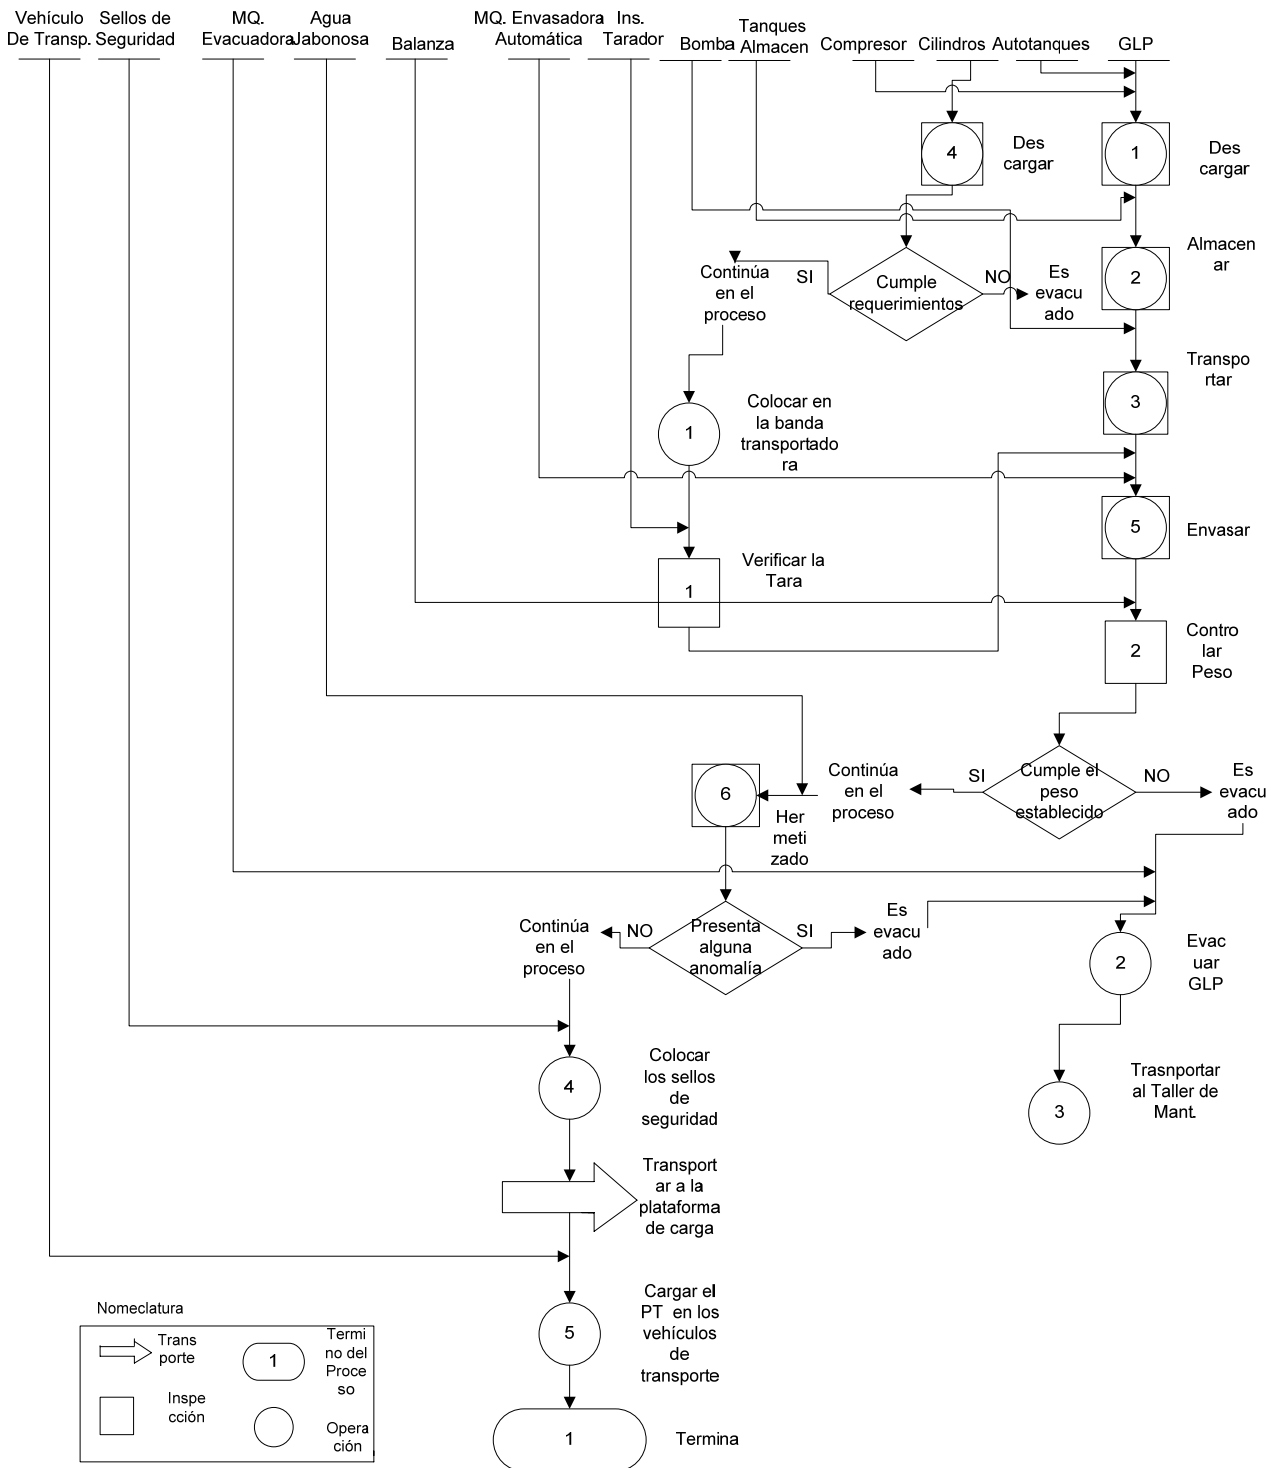 Vehículo
De Transp.
Sellos de
Seguridad
MQ.
Evacuadora
Agua
Jabonosa
Balanza
MQ. Envasadora
Automática
Ins.
Tarador
Bomba
Tanques
Almacen
Compresor
Cilindros
Autotanques
GLP
4
Des
cargar
1
Des
cargar
Continúa
en el
proceso
SI
Cumple
requerimientos
NO
Es
evacu
ado
2
Almacen
ar
1
Colocar en
la banda
transportado
ra
3
Transpo
rtar
5
Envasar
1
Verificar la
Tara
2
Contro
lar
Peso
6
Her
meti
zado
Continúa
en el
proceso
SI
Cumple el
peso
establecido
NO
Es
evacu
ado
Continúa
en el
proceso
NO
Presenta
alguna
anomalía
SI
Es
evacu
ado
2
Evac
uar
GLP
4
Colocar
los sellos
de
seguridad
3
Trasnportar
al Taller de
Mant.
Transport
ar a la
plataforma
de carga
5
Cargar el
PT en los
vehículos
de
transporte
1
Termina
Nomeclatura
Trans
porte
1
Termi
no del
Proce
so
Inspe
cción
Opera
ción